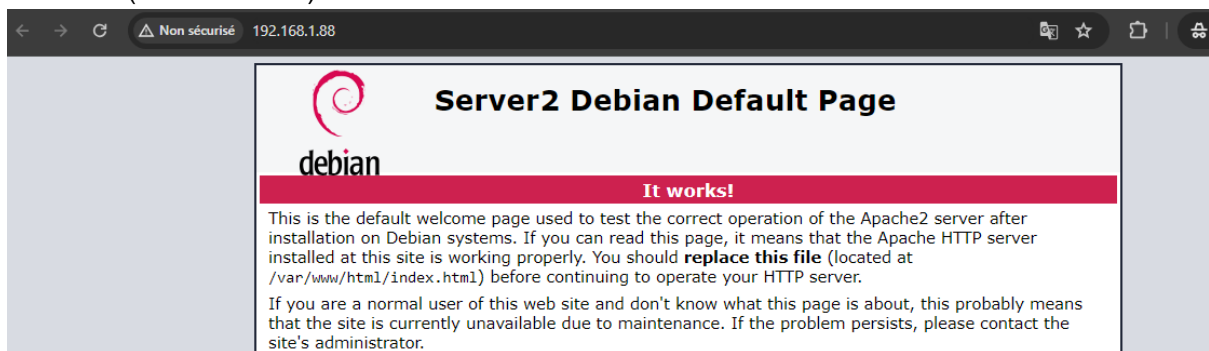 Non sécurisé 192.168.1.88
Server2 Debian Default Page
debian
It works!
This is the default welcome page used to test the correct operation of the Apache2 server after
installation on Debian systems. If you can read this page, it means that the Apache HTTP server
installed at this site is working properly. You should replace this file (located at
/var/www/html/index.html) before continuing to operate your HTTP server.
If you are a normal user of this web site and don't know what this page is about, this probably means
that the site is currently unavailable due to maintenance. If the problem persists, please contact the
site's administrator.